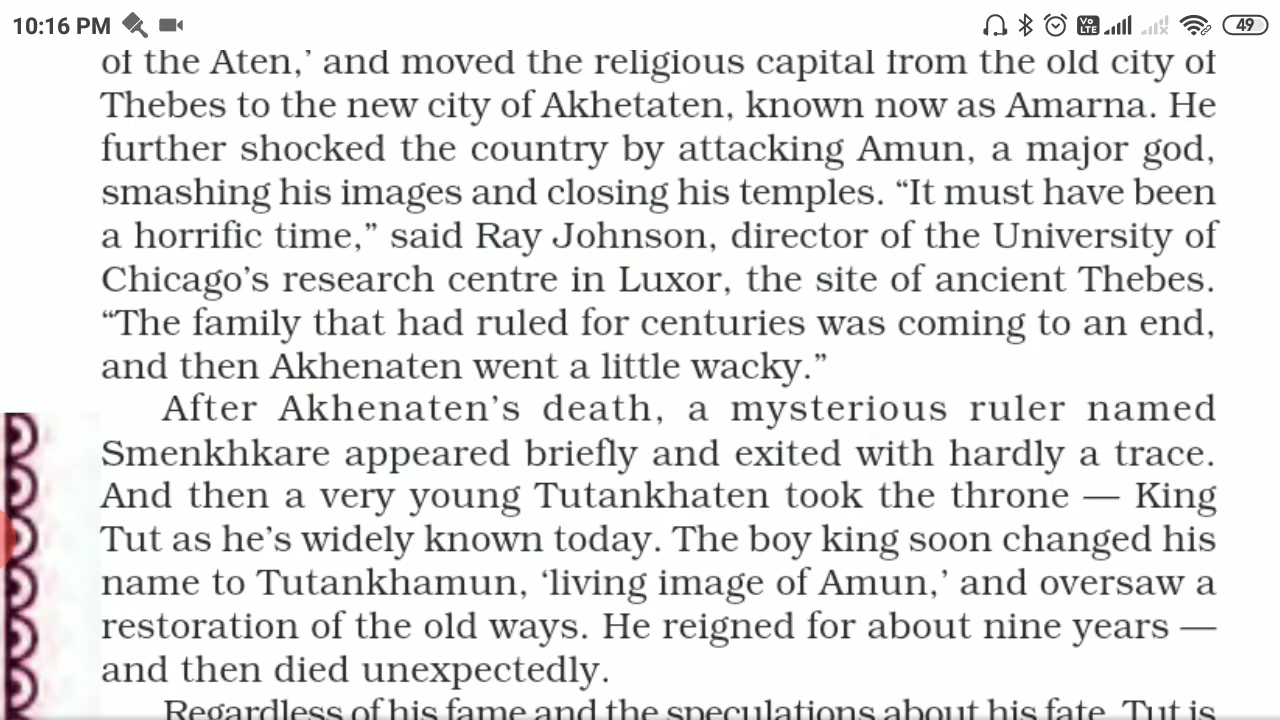 10:16 PM Vo LTE 49
of the Aten,’ and moved the religious capital from the old city of
Thebes to the new city of Akhetaten, known now as Amarna. He
further shocked the country by attacking Amun, a major god,
smashing his images and closing his temples. “It must have been
a horrific time,” said Ray Johnson, director of the University of
Chicago’s research centre in Luxor, the site of ancient Thebes.
“The family that had ruled for centuries was coming to an end,
and then Akhenaten went a little wacky.”
After Akhenaten’s death, a mysterious ruler named
Smenkhkare appeared briefly and exited with hardly a trace.
And then a very young Tutankhaten took the throne — King
Tut as he’s widely known today. The boy king soon changed his
name to Tutankhamun, ‘living image of Amun,’ and oversaw a
restoration of the old ways. He reigned for about nine years —
and then died unexpectedly.
Regardless of his fame and the speculations about his fate, Tut is